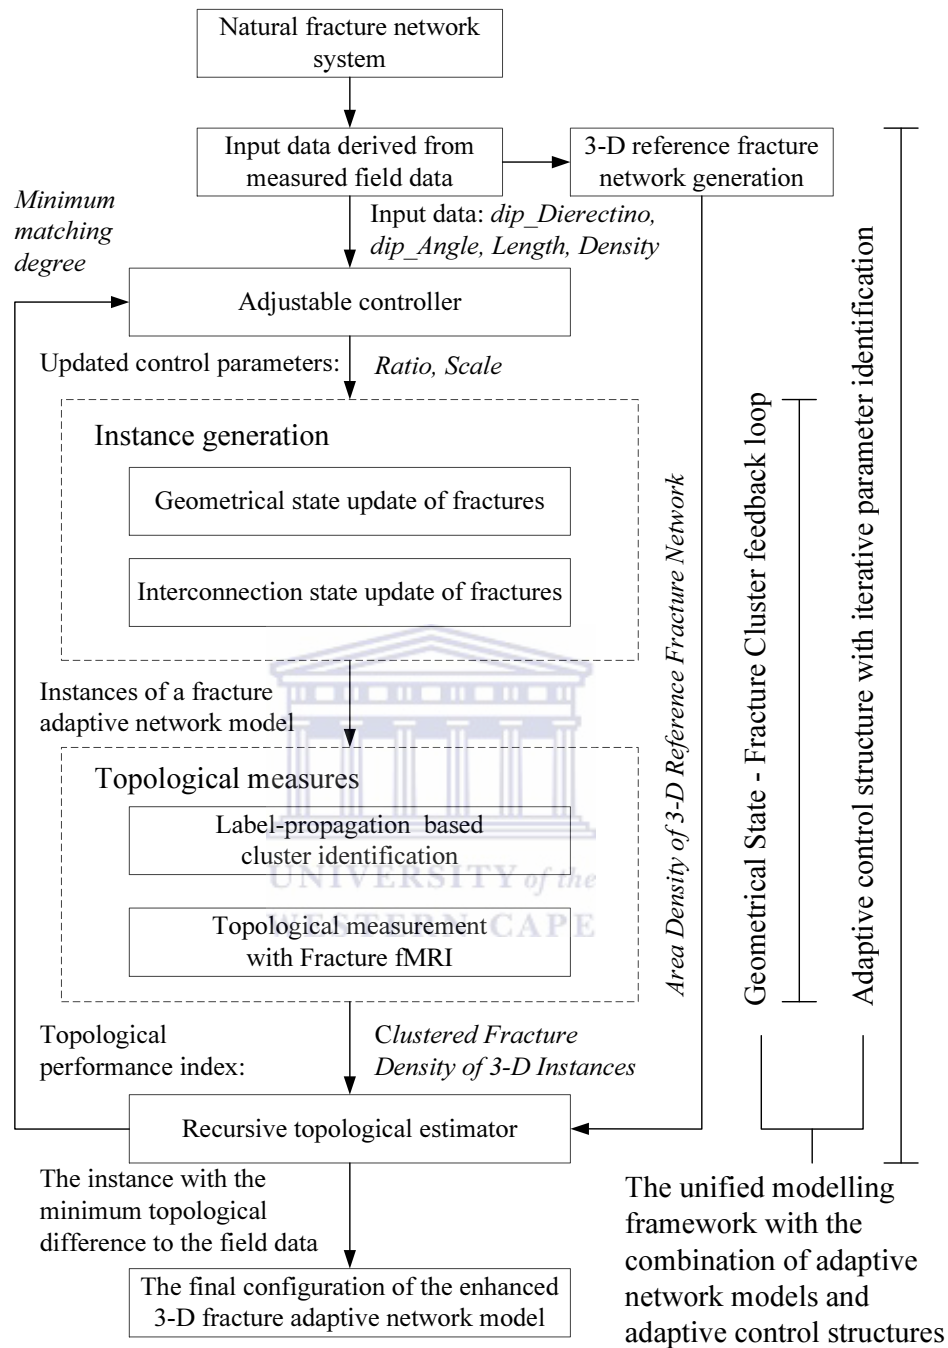 Natural fracture network
system
Input data derived from
measured field data
3-D reference fracture
network generation
Minimum
matching
degree
Input data: dip_Dierectino,
dip_Angle, Length, Density
Adjustable controller
Updated control parameters:
Ratio, Scale
Instance generation
Geometrical state update of fractures
Interconnection state update of fractures
Instances of a fracture
adaptive network model
Topological measures
Label-propagation based
cluster identification
Topological measurement
with Fracture fMRI
UNIVERSITY of the
WESTERN CAPE
Topological
performance index:
Clustered Fracture
Density of 3-D Instances
Recursive topological estimator
The instance with the
minimum topological
difference to the field data
The final configuration of the enhanced
3-D fracture adaptive network model
Area Density of 3-D Reference Fracture Network
Geometrical State - Fracture Cluster feedback loop
Adaptive control structure with iterative parameter identification
The unified modelling
framework with the
combination of adaptive
network models and
adaptive control structures